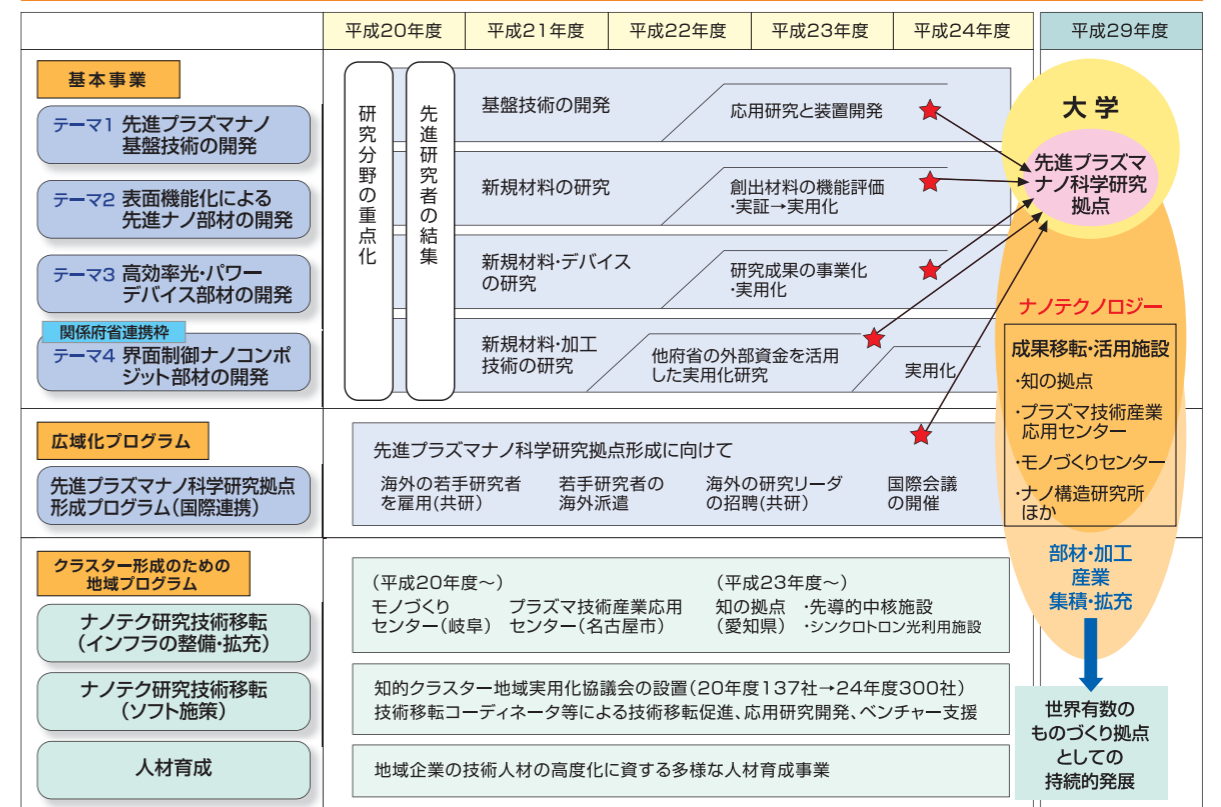 平成20年度
平成21年度
平成22年度
平成23年度
平成24年度
平成29年度
基本事業
テーマ1 先進プラズマナノ
基盤技術の開発
テーマ2 表面機能化による
先進ナノ部材の開発
テーマ3 高効率光・パワー
デバイス部材の開発
関係府省連携枠
テーマ4 界面制御ナノコンポ
ジット部材の開発
研究分野の重点化
先進研究者の結集
基盤技術の開発
応用研究と装置開発
新規材料の研究
創出材料の機能評価
・実証→実用化
新規材料・デバイス
の研究
研究成果の事業化
・実用化
新規材料・加工
技術の研究
他府省の外部資金を活用
した実用化研究
実用化
大学
先進プラズマ
ナノ科学研究
拠点
ナノテクノロジー
成果移転・活用施設
・知の拠点
・プラズマ技術産業
応用センター
・モノづくりセンター
・ナノ構造研究所
ほか
部材・加工
産業
集積・拡充
世界有数の
ものづくり拠点
としての
持続的発展
広域化プログラム
先進プラズマナノ科学研究拠点
形成プログラム(国際連携)
先進プラズマナノ科学研究拠点形成に向けて
海外の若手研究者
を雇用(共研)
若手研究者の
海外派遣
海外の研究リーダ
の招聘(共研)
国際会議
の開催
クラスター形成のための
地域プログラム
ナノテク研究技術移転
(インフラの整備・拡充)
(平成20年度〜)
モノづくり
センター(岐阜)
プラズマ技術産業応用
センター(名古屋市)
(平成23年度〜)
知の拠点
(愛知県)
・先導的中核施設
・シンクロトロン光利用施設
ナノテク研究技術移転
(ソフト施策)
知的クラスター地域実用化協議会の設置(20年度137社→24年度300社)
技術移転コーディネータ等による技術移転促進、応用研究開発、ベンチャー支援
人材育成
地域企業の技術人材の高度化に資する多様な人材育成事業